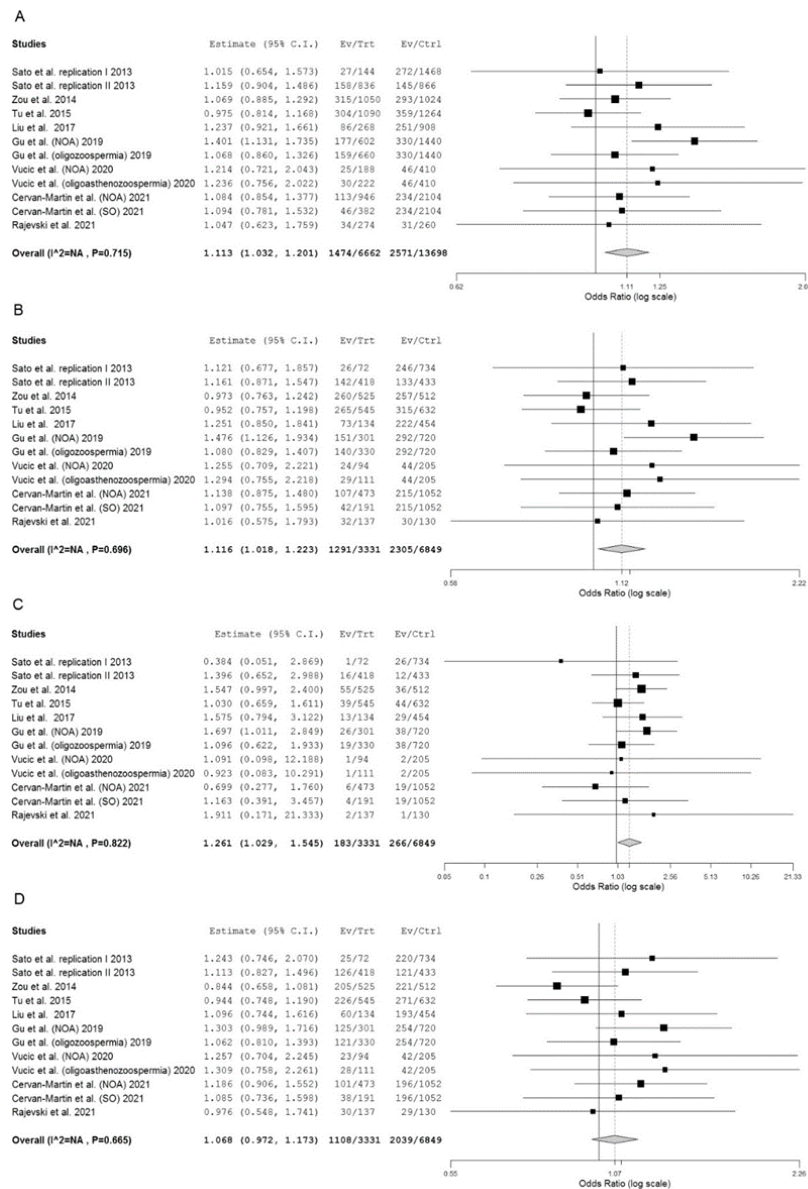 A
Studies Estimate (95% C.I.) Ev/Trt Ev/Ctrl
Sato et al. replication I 2013 1.015 (0.654, 1.573) 27/144 272/1468
Sato et al. replication II 2013 1.159 (0.904, 1.486) 158/836 145/866
Zou et al. 2014 1.069 (0.885, 1.292) 315/1050 293/1024
Tu et al. 2015 0.975 (0.814, 1.168) 304/1090 359/1264
Liu et al. 2017 1.237 (0.921, 1.661) 86/268 251/908
Gu et al. (NOA) 2019 1.401 (1.131, 1.735) 177/602 330/1440
Gu et al. (oligozoospermia) 2019 1.068 (0.860, 1.326) 159/660 330/1440
Vucic et al. (NOA) 2020 1.214 (0.721, 2.043) 25/188 46/410
Vucic et al. (oligoasthenozoospermia) 2020 1.236 (0.756, 2.022) 30/222 46/410
Cervan-Martin et al. (NOA) 2021 1.084 (0.854, 1.377) 113/946 234/2104
Cervan-Martin et al. (SO) 2021 1.094 (0.781, 1.532) 46/382 234/2104
Rajevski et al. 2021 1.047 (0.623, 1.759) 34/274 31/260
Overall (I^2=NA , P=0.715) 1.113 (1.032, 1.201) 1474/6662 2571/13698
0.62 1.11 1.25 2.0
Odds Ratio (log scale)
B
Studies Estimate (95% C.I.) Ev/Trt Ev/Ctrl
Sato et al. replication I 2013 1.121 (0.677, 1.857) 26/72 246/734
Sato et al. replication II 2013 1.161 (0.871, 1.547) 142/418 133/433
Zou et al. 2014 0.973 (0.763, 1.242) 260/525 257/512
Tu et al. 2015 0.952 (0.757, 1.198) 265/545 315/632
Liu et al. 2017 1.251 (0.850, 1.841) 73/134 222/454
Gu et al. (NOA) 2019 1.476 (1.126, 1.934) 151/301 292/720
Gu et al. (oligozoospermia) 2019 1.080 (0.829, 1.407) 140/330 292/720
Vucic et al. (NOA) 2020 1.255 (0.709, 2.221) 24/94 44/205
Vucic et al. (oligoasthenozoospermia) 2020 1.294 (0.755, 2.218) 29/111 44/205
Cervan-Martin et al. (NOA) 2021 1.138 (0.875, 1.480) 107/473 215/1052
Cervan-Martin et al. (SO) 2021 1.097 (0.755, 1.595) 42/191 215/1052
Rajevski et al. 2021 1.016 (0.575, 1.793) 32/137 30/130
Overall (I^2=NA , P=0.696) 1.116 (1.018, 1.223) 1291/3331 2305/6849
0.58 1.12 2.22
Odds Ratio (log scale)
C
Studies Estimate (95% C.I.) Ev/Trt Ev/Ctrl
Sato et al. replication I 2013 0.384 (0.051, 2.869) 1/72 26/734
Sato et al. replication II 2013 1.396 (0.652, 2.988) 16/418 12/433
Zou et al. 2014 1.547 (0.997, 2.400) 55/525 36/512
Tu et al. 2015 1.030 (0.659, 1.611) 39/545 44/632
Liu et al. 2017 1.575 (0.794, 3.122) 13/134 29/454
Gu et al. (NOA) 2019 1.697 (1.011, 2.849) 26/301 38/720
Gu et al. (oligozoospermia) 2019 1.096 (0.622, 1.933) 19/330 38/720
Vucic et al. (NOA) 2020 1.091 (0.098, 12.188) 1/94 2/205
Vucic et al. (oligoasthenozoospermia) 2020 0.923 (0.083, 10.291) 1/111 2/205
Cervan-Martin et al. (NOA) 2021 0.699 (0.277, 1.760) 6/473 19/1052
Cervan-Martin et al. (SO) 2021 1.163 (0.391, 3.457) 4/191 19/1052
Rajevski et al. 2021 1.911 (0.171, 21.333) 2/137 1/130
Overall (I^2=NA , P=0.822) 1.261 (1.029, 1.545) 183/3331 266/6849
0.05 0.1 0.26 0.51 1.03 2.56 5.13 10.26 21.33
Odds Ratio (log scale)
D
Studies Estimate (95% C.I.) Ev/Trt Ev/Ctrl
Sato et al. replication I 2013 1.243 (0.746, 2.070) 25/72 220/734
Sato et al. replication II 2013 1.113 (0.827, 1.496) 126/418 121/433
Zou et al. 2014 0.844 (0.658, 1.081) 205/525 221/512
Tu et al. 2015 0.944 (0.748, 1.190) 226/545 271/632
Liu et al. 2017 1.096 (0.744, 1.616) 60/134 193/454
Gu et al. (NOA) 2019 1.303 (0.989, 1.716) 125/301 254/720
Gu et al. (oligozoospermia) 2019 1.062 (0.810, 1.393) 121/330 254/720
Vucic et al. (NOA) 2020 1.257 (0.704, 2.245) 23/94 42/205
Vucic et al. (oligoasthenozoospermia) 2020 1.309 (0.758, 2.261) 28/111 42/205
Cervan-Martin et al. (NOA) 2021 1.186 (0.906, 1.552) 101/473 196/1052
Cervan-Martin et al. (SO) 2021 1.085 (0.736, 1.598) 38/191 196/1052
Rajevski et al. 2021 0.976 (0.548, 1.741) 30/137 29/130
Overall (I^2=NA , P=0.665) 1.068 (0.972, 1.173) 1108/3331 2039/6849
0.55 1.07 2.26
Odds Ratio (log scale)